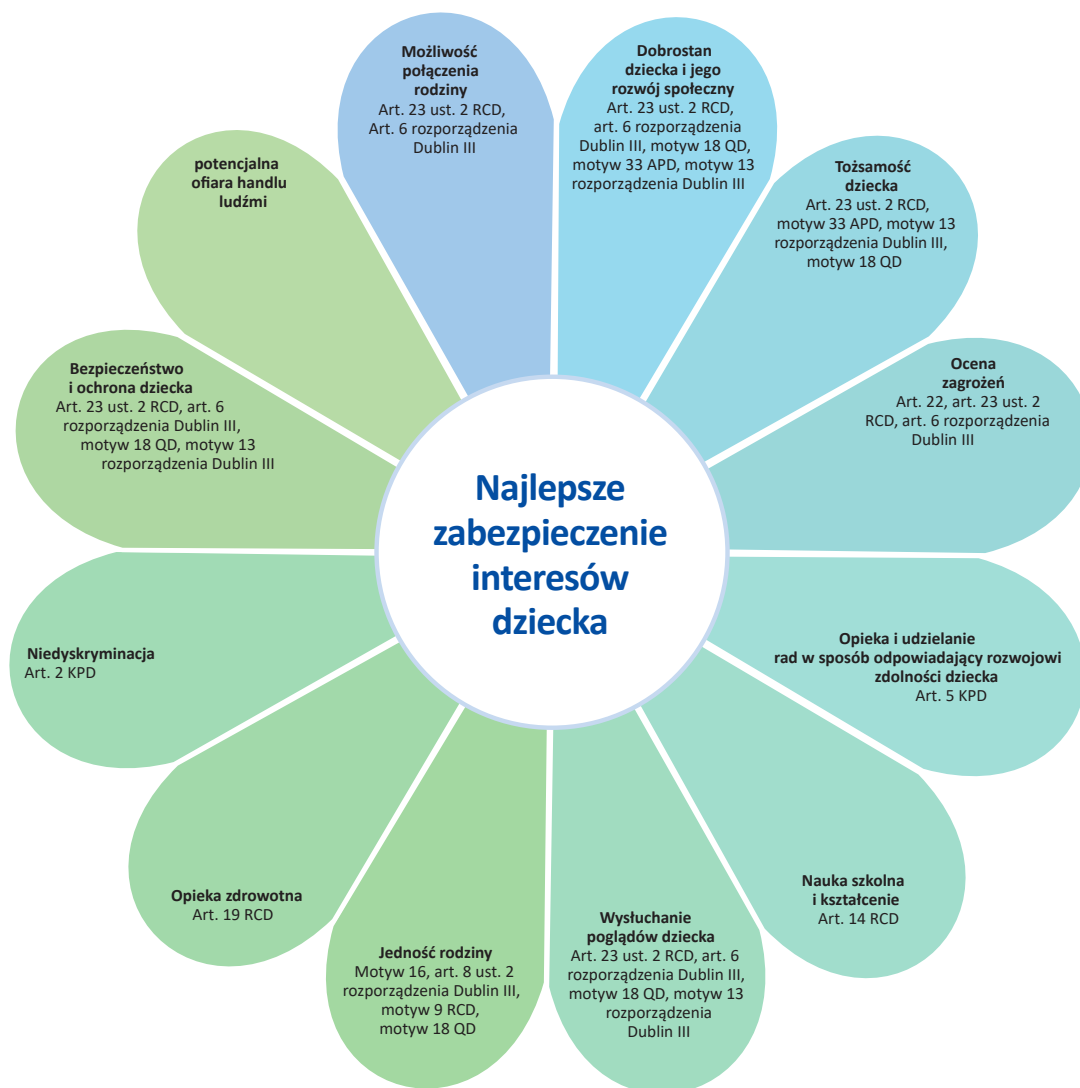 Możliwość
połączenia
rodziny
Art. 23 ust. 2 RCD,
Art. 6 rozporządzenia
Dublin III
Dobrostan
dziecka i jego
rozwój społeczny
Art. 23 ust. 2 RCD,
art. 6 rozporządzenia
Dublin III, motyw 18 QD,
motyw 33 APD, motyw 13
rozporządzenia Dublin III
Tożsamość
dziecka
Art. 23 ust. 2 RCD,
motyw 33 APD, motyw 13
rozporządzenia Dublin III,
motyw 18 QD
Ocena
zagrożeń
Art. 22, art. 23 ust. 2
RCD, art. 6 rozporządzenia
Dublin III
Opieka i udzielanie
rad w sposób odpowiadający rozwojowi
zdolności dziecka
Art. 5 KPD
Nauka szkolna
i kształcenie
Art. 14 RCD
Wysłuchanie
poglądów dziecka
Art. 23 ust. 2 RCD, art. 6
rozporządzenia Dublin III,
motyw 18 QD, motyw 13
rozporządzenia
Dublin III
Jedność rodziny
Motyw 16, art. 8 ust. 2
rozporządzenia Dublin III,
motyw 9 RCD,
motyw 18 QD
Opieka zdrowotna
Art. 19 RCD
Niedyskryminacja
Art. 2 KPD
Bezpieczeństwo
i ochrona dziecka
Art. 23 ust. 2 RCD, art. 6
rozporządzenia Dublin III,
motyw 18 QD, motyw 13
rozporządzenia Dublin III
potencjalna
ofiara handlu
ludźmi
Najlepsze
zabezpieczenie
interesów
dziecka